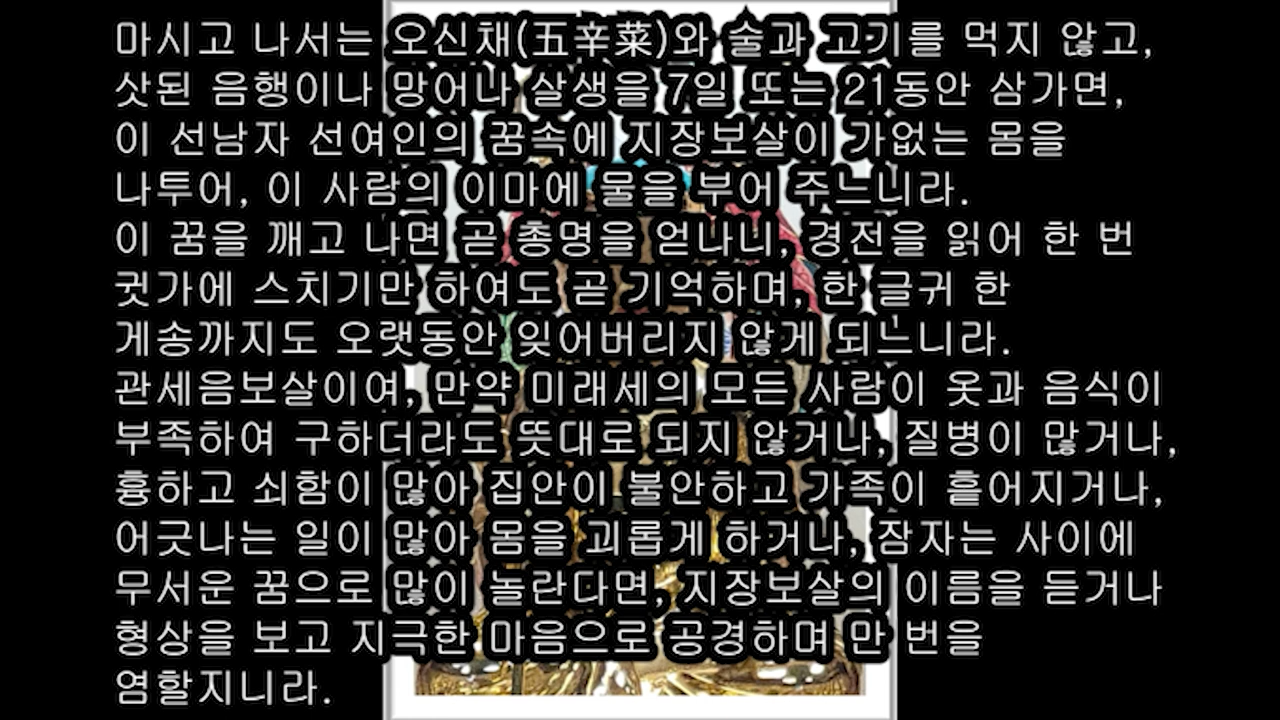 마시고 나서는 오신채(五辛菜)와 술과 고기를 먹지 않고,
삿된 음행이나 망어나 살생을 7일 또는 21동안 삼가면,
이 선남자 선여인의 꿈속에 지장보살이 가없는 몸을
나투어, 이 사람의 이마에 물을 부어 주느니라.
이 꿈을 깨고 나면 곧 총명을 얻나니, 경전을 읽어 한 번
귓가에 스치기만 하여도 곧 기억하며, 한 글귀 한
게송까지도 오랫동안 잊어버리지 않게 되느니라.
관세음보살이여, 만약 미래세의 모든 사람이 옷과 음식이
부족하여 구하더라도 뜻대로 되지 않거나, 질병이 많거나,
흉하고 쇠함이 많아 집안이 불안하고 가족이 흩어지거나,
어긋나는 일이 많아 몸을 괴롭게 하거나, 잠자는 사이에
무서운 꿈으로 많이 놀란다면, 지장보살의 이름을 듣거나
형상을 보고 지극한 마음으로 공경하며 만 번을
염할지니라.